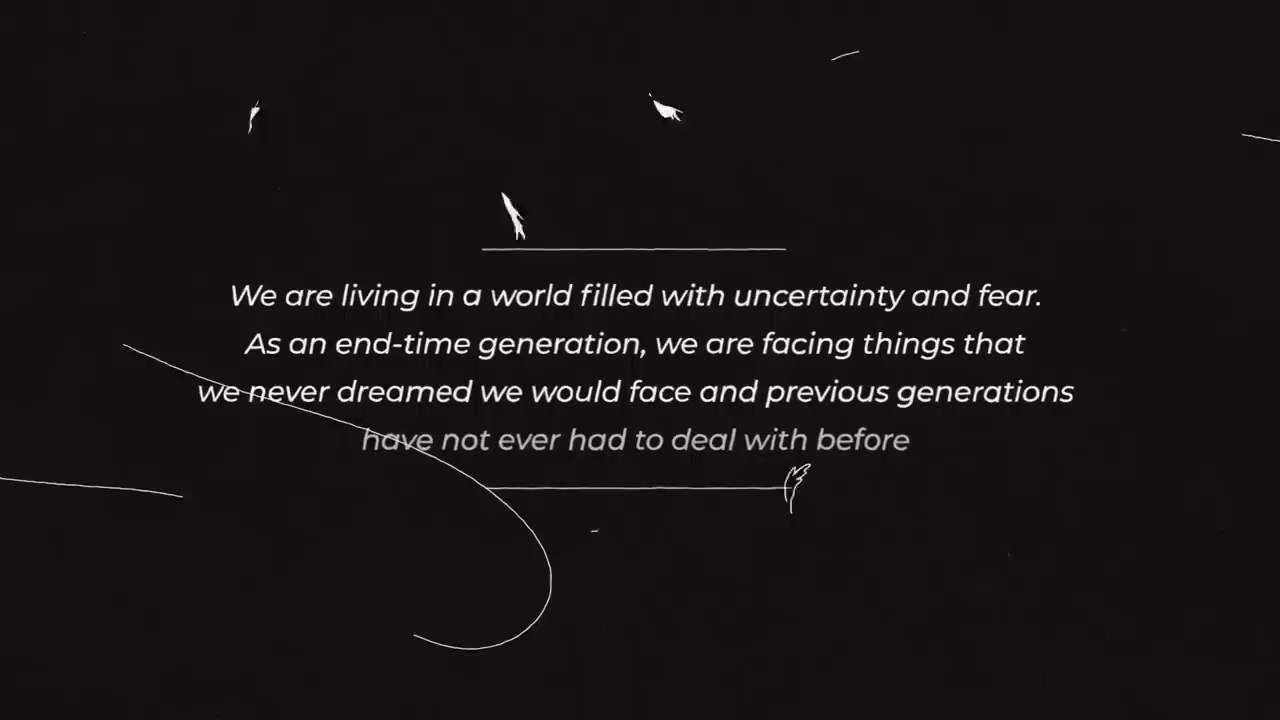 We are living in a world filled with uncertainty and fear.
As an end-time generation, we are facing things that
we never dreamed we would face and previous generations
have not ever had to deal with before